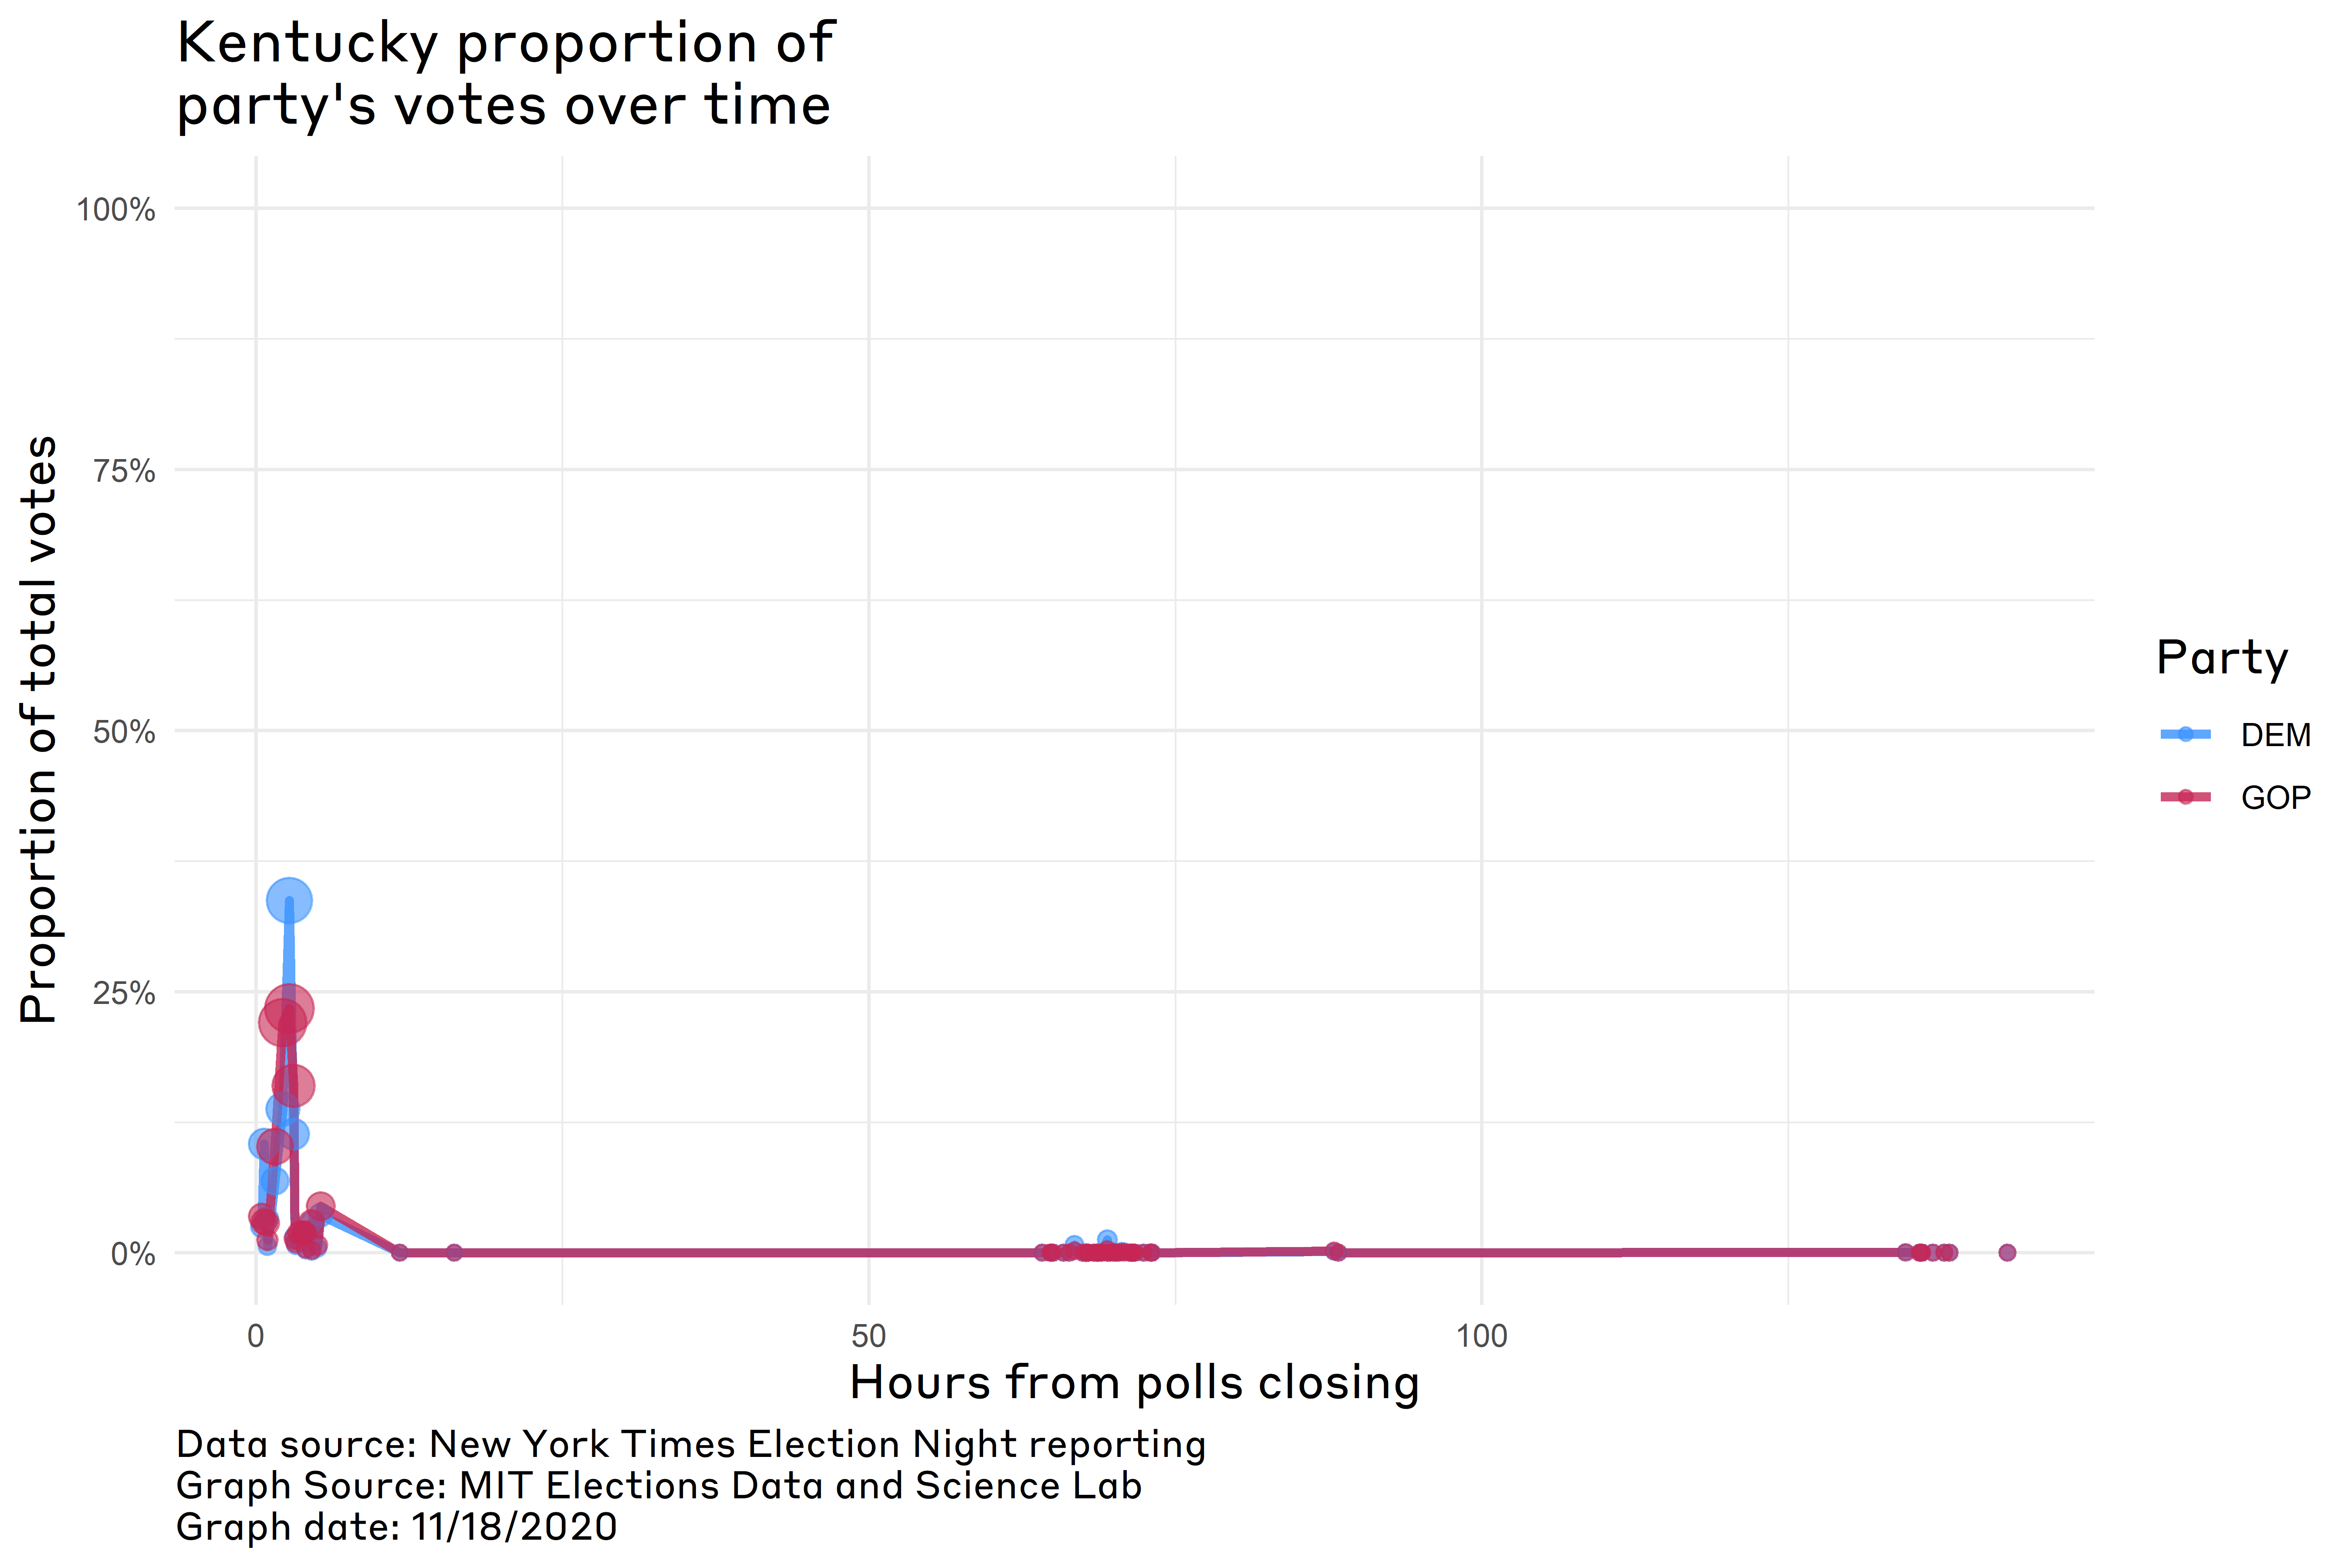 Kentucky proportion of
party's votes over time
100%
75%
50%
25%
0%
Proportion of total votes
0
50
100
Hours from polls closing
Party
DEM
GOP
Data source: New York Times Election Night reporting
Graph Source: MIT Elections Data and Science Lab
Graph date: 11/18/2020